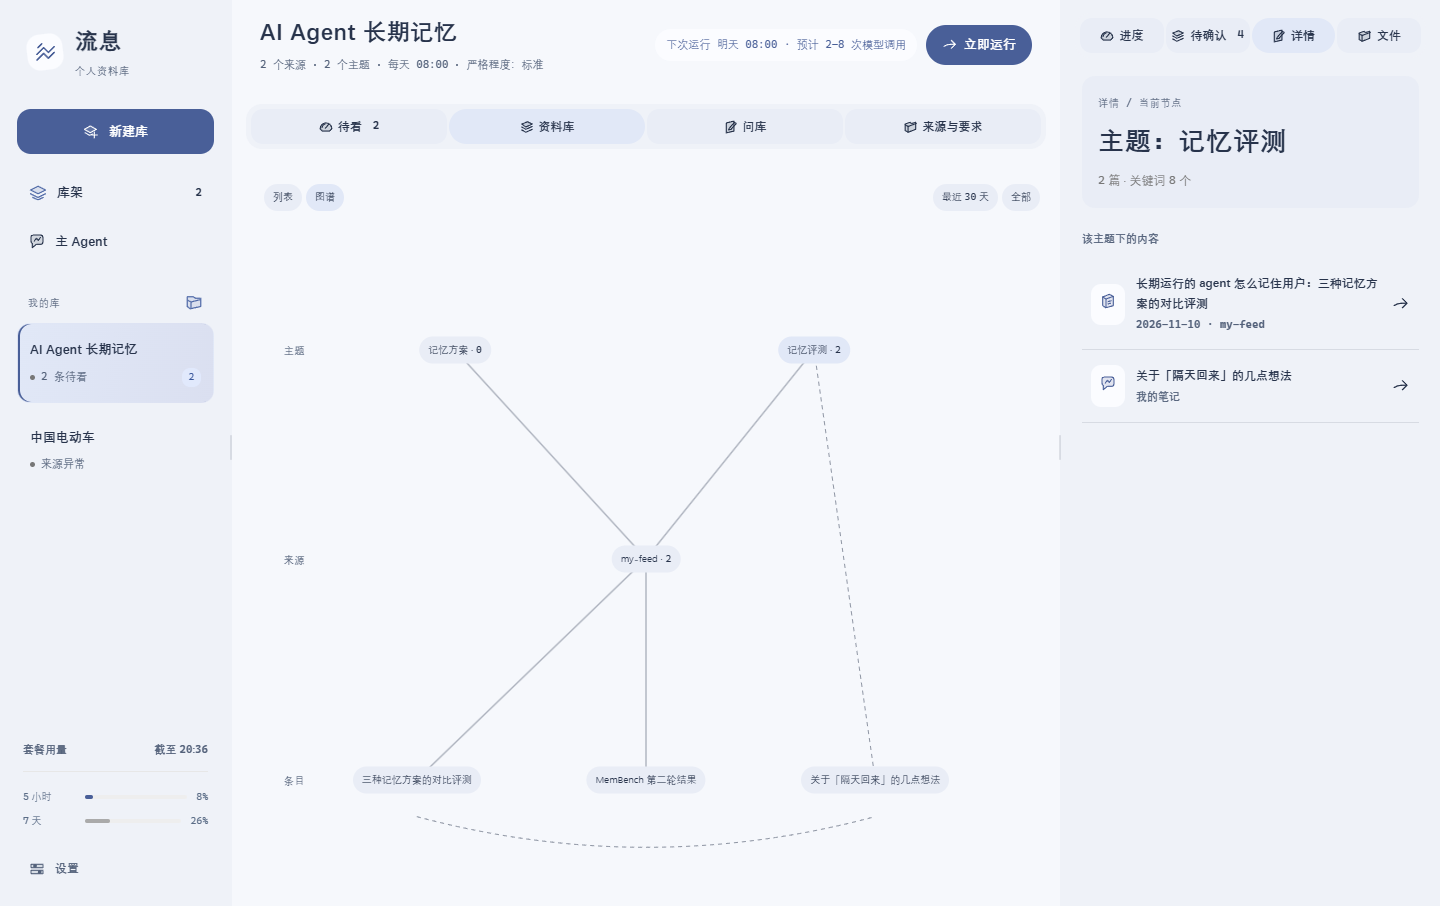 流息
个人资料库
新建库
库架 2
主 Agent
我的库
AI Agent 长期记忆
2 条待看 2
中国电动车
来源异常
套餐用量 截至 20:36
5 小时 8%
7 天 26%
设置
AI Agent 长期记忆
2 个来源 · 2 个主题 · 每天 08:00 · 严格程度：标准
下次运行 明天 08:00 · 预计 2–8 次模型调用
立即运行
待看 2
资料库
问库
来源与要求
列表 图谱
最近 30 天 全部
主题
记忆方案 · 0
记忆评测 · 2
来源
my-feed · 2
条目
三种记忆方案的对比评测
MemBench 第二轮结果
关于「隔天回来」的几点想法
进度
待确认 4
详情
文件
详情 / 当前节点
主题：记忆评测
2 篇 · 关键词 8 个
该主题下的内容
长期运行的 agent 怎么记住用户：三种记忆方
案的对比评测
2026-11-10 · my-feed
关于「隔天回来」的几点想法
我的笔记